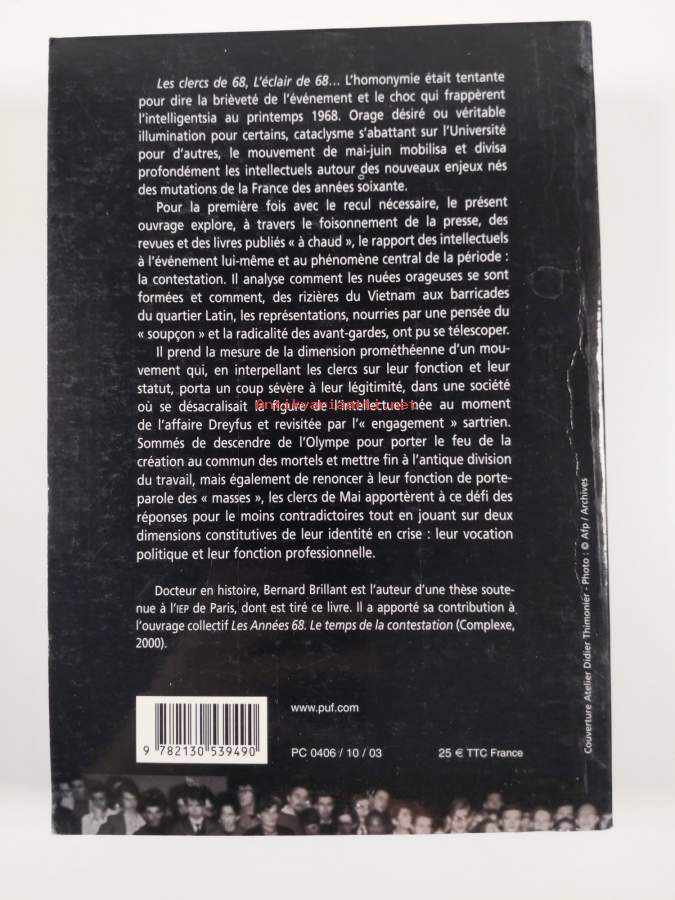 Les clercs de 68, L'éclair de 68... L'homonymie était tentante
pour dire la brièveté de l'événement et le choc qui frappèrent
l'intelligentsia au printemps 1968. Orage désiré ou véritable
illumination pour certains, cataclysme s'abattant sur l'Université
pour d'autres, le mouvement de mai-juin mobilisa et divisa
profondément les intellectuels autour des nouveaux enjeux nés
des mutations de la France des années soixante.
Pour la première fois avec le recul nécessaire, le présent
ouvrage explore, à travers le foisonnement de la presse, des
revues et des livres publiés « à chaud », le rapport des intellectuels
à l'événement lui-même et au phénomène central de la période :
la contestation. Il analyse comment les nuées orageuses se sont
formées et comment, des rizières du Vietnam aux barricades
du quartier Latin, les représentations, nourries par une pensée du
« soupçon » et la radicalité des avant-gardes, ont pu se télescoper.
Il prend la mesure de la dimension prométhéenne d'un mou-
vement qui, en interpellant les clercs sur leur fonction et leur
statut, porta un coup sévère à leur légitimité, dans une société
où se désacralisait la figure de l'intellectuel née au moment
de l'affaire Dreyfus et revisitée par l'« engagement » sartrien.
Sommés de descendre de l'Olympe pour porter le feu de la
création au commun des mortels et mettre fin à l'antique division
du travail, mais également de renoncer à leur fonction de porte-
parole des « masses », les clercs de Mai apportèrent à ce défi des
réponses pour le moins contradictoires tout en jouant sur deux
dimensions constitutives de leur identité en crise : leur vocation
politique et leur fonction professionnelle.
Docteur en histoire, Bernard Brillant est l'auteur d'une thèse soute-
nue à l'IEP de Paris, dont est tiré ce livre. Il a apporté sa contribution à
l'ouvrage collectif Les Années 68. Le temps de la contestation (Complexe,
2000).
www.puf.com
9 782130 539490
PC 0406 / 10 / 03
25 € TTC France
Couverture Atelier Didier Thimonier - Photo : © Afp / Archives